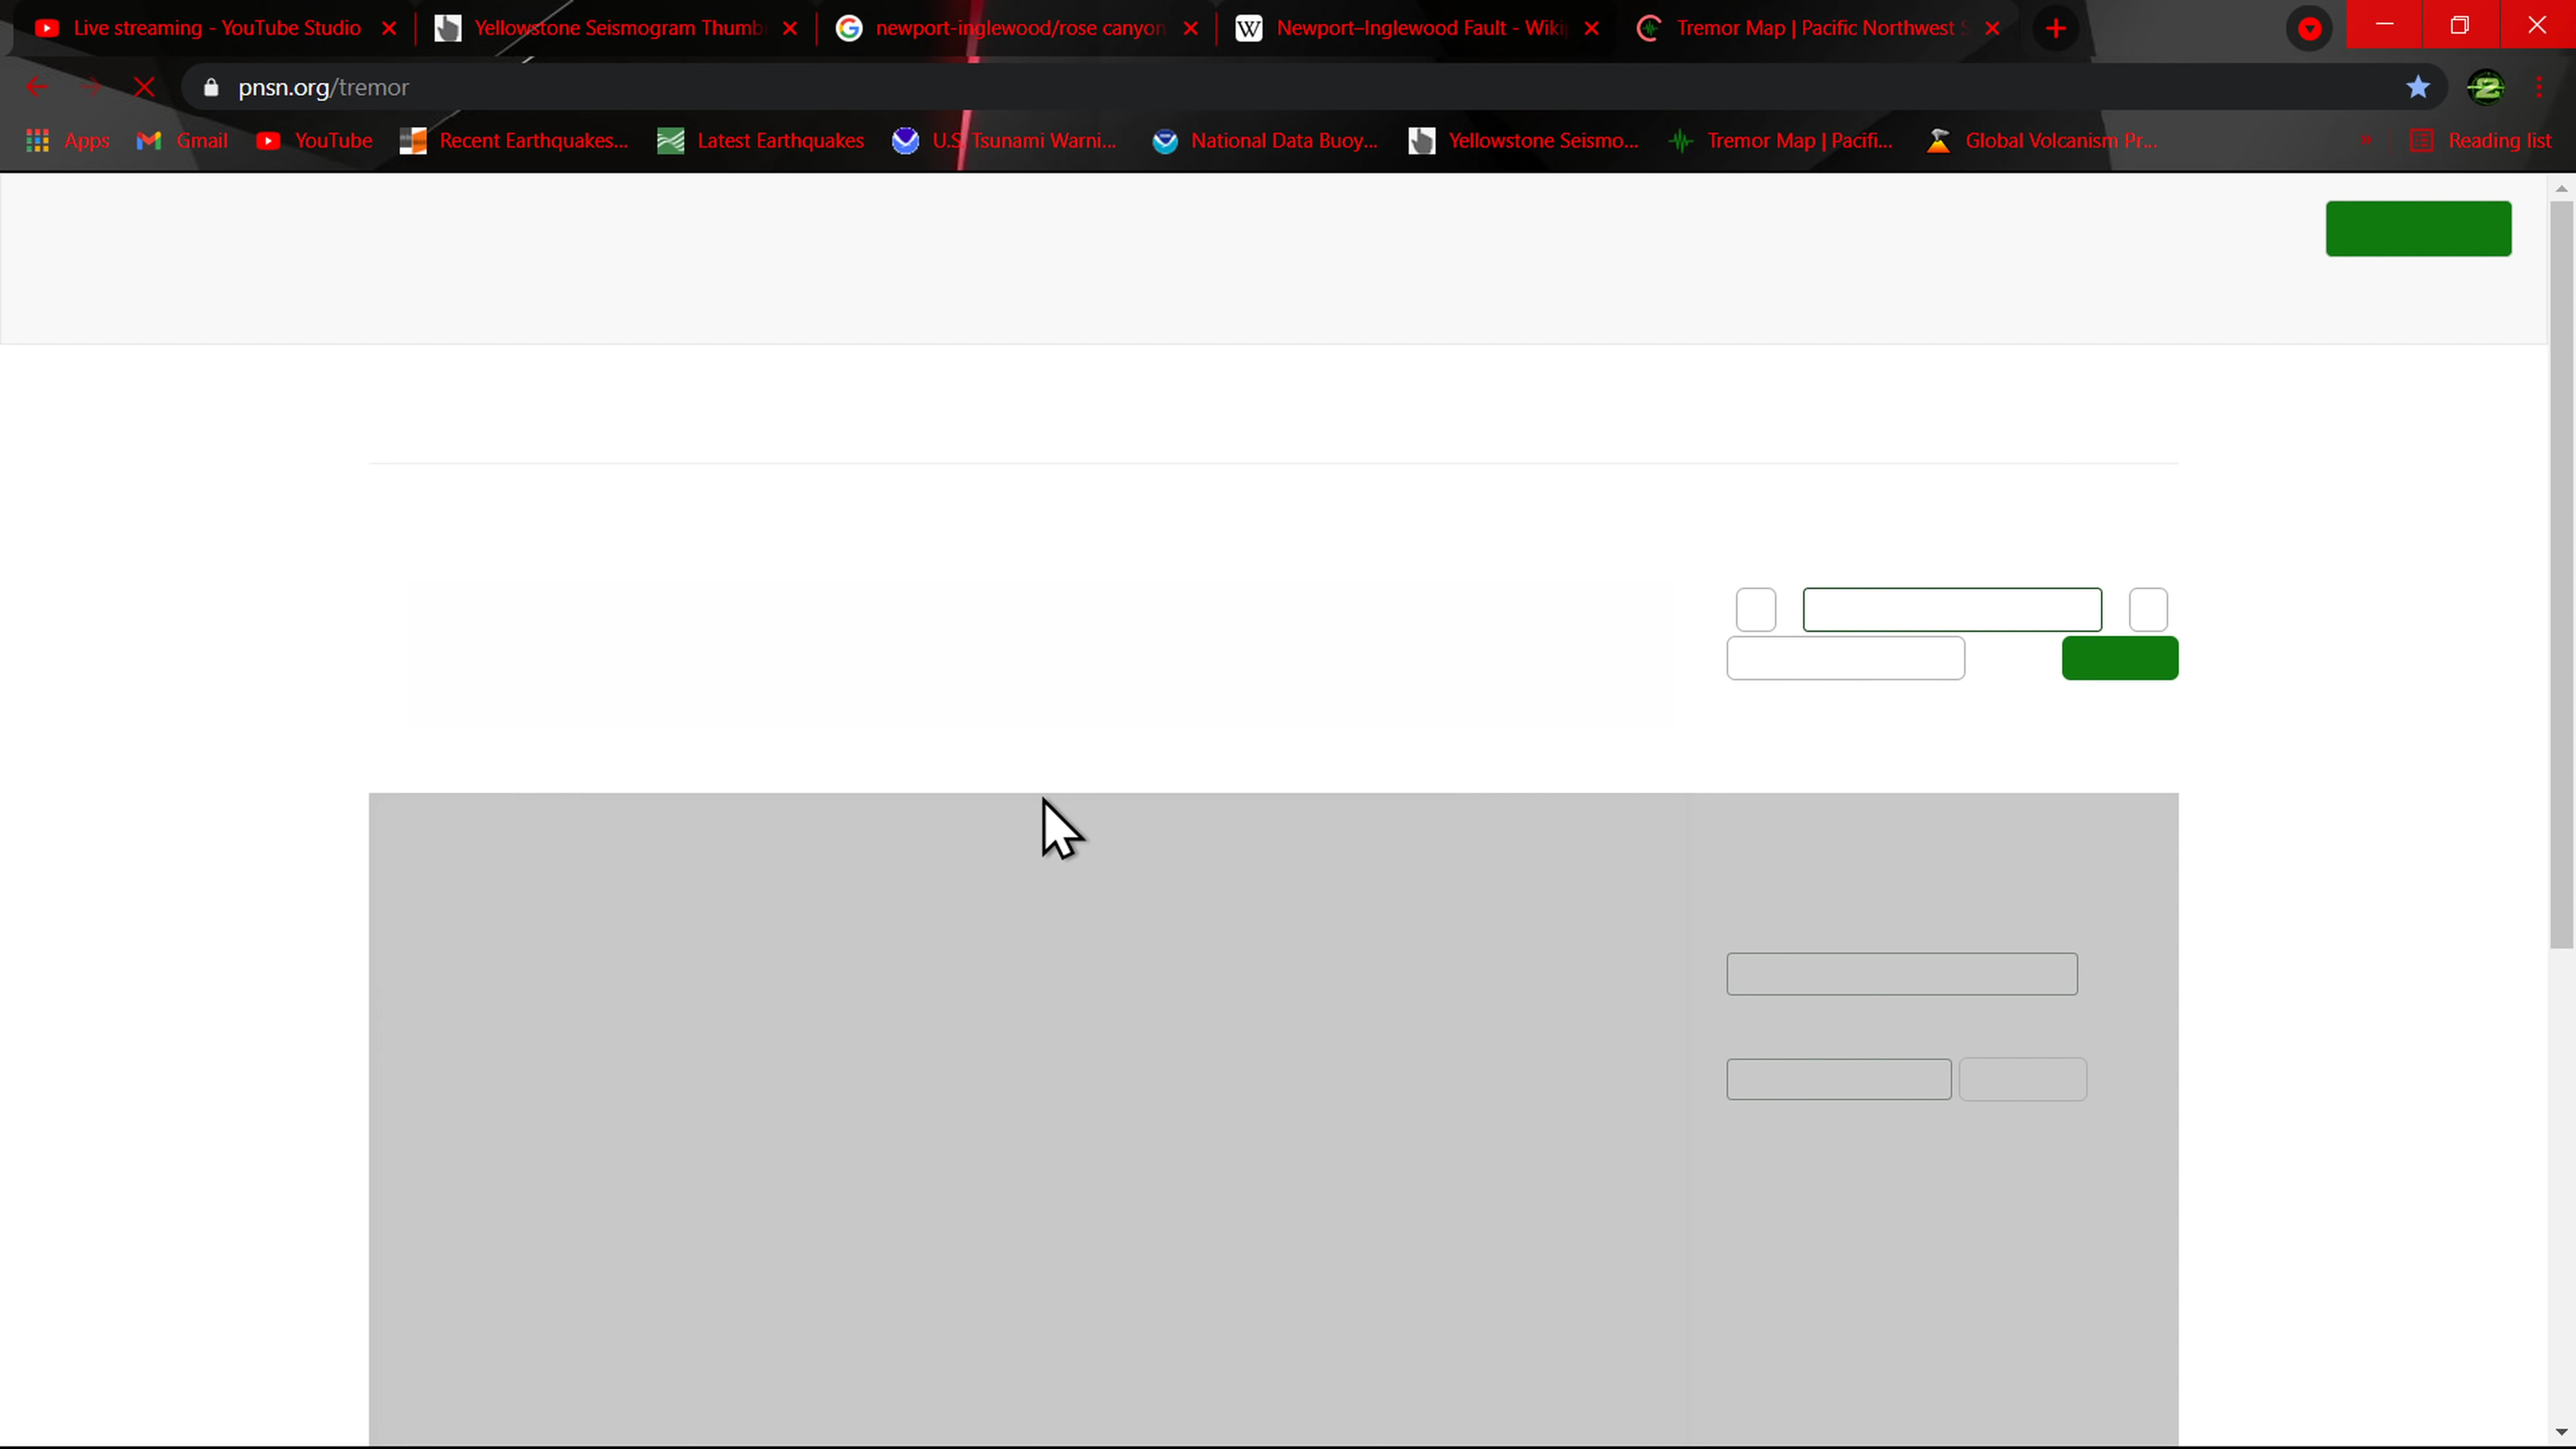 Live streaming - YouTube Studio
Yellowstone Seismogram Thumb
newport-inglewood/rose canyon
W Newport–Inglewood Fault - Wiki
Tremor Map | Pacific Northwest S
pnsn.org/tremor
Apps
Gmail
YouTube
Recent Earthquakes...
Latest Earthquakes
U.S. Tsunami Warni...
National Data Buoy...
Yellowstone Seismo...
Tremor Map | Pacifi...
Global Volcanism Pr...
Reading list